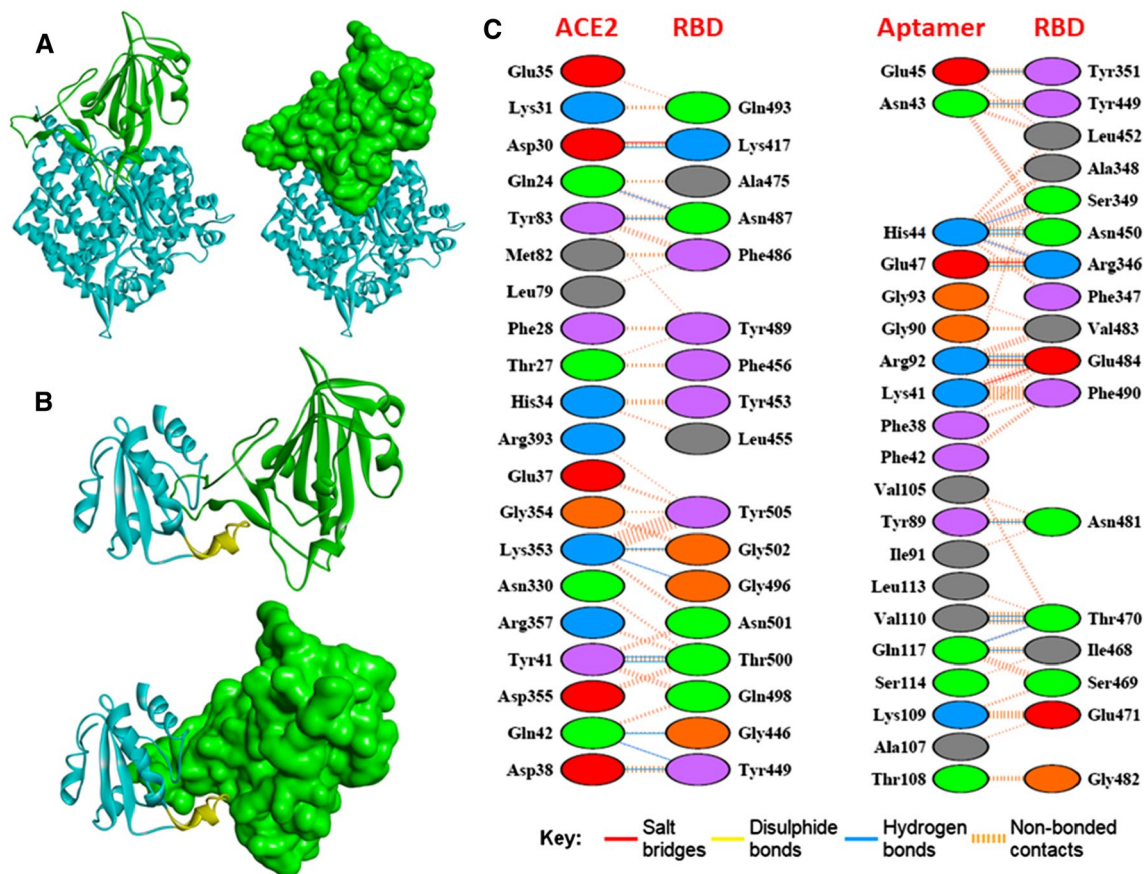 A
C
ACE2 RBD
Aptamer RBD
Glu35
Lys31 Gln493
Asp30 Lys417
Gln24 Ala475
Tyr83 Asn487
Met82 Phe486
Leu79
Phe28 Tyr489
Thr27 Phe456
His34 Tyr453
Arg393 Leu455
Glu37
Gly354 Tyr505
Lys353 Gly502
Asn330 Gly496
Arg357 Asn501
Tyr41 Thr500
Asp355 Gln498
Gln42 Gly446
Asp38 Tyr449
Glu45 Tyr351
Asn43 Tyr449
Leu452
Ala348
Ser349
His44 Asn450
Glu47 Arg346
Gly93 Phe347
Gly90 Val483
Arg92 Glu484
Lys41 Phe490
Phe38
Phe42
Val105
Tyr89 Asn481
Ile91
Leu113
Val110 Thr470
Gln117 Ile468
Ser114 Ser469
Lys109 Glu471
Ala107
Thr108 Gly482
B
Key: Salt bridges Disulphide bonds Hydrogen bonds Non-bonded contacts